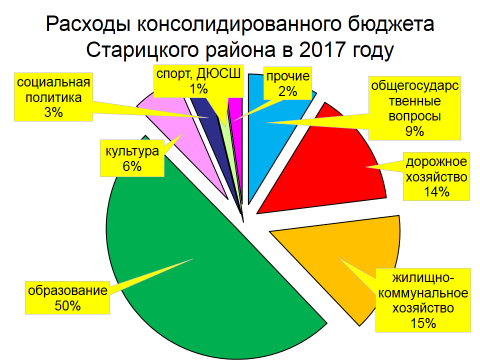 Расходы консолидированного бюджета
Старицкого района в 2017 году
социальная
политика
3%
спорт, ДЮСШ
1%
прочие
2%
общегосударс
твенные
вопросы
9%
культура
6%
дорожное
хозяйство
14%
образование
50%
жилищно-
коммунальное
хозяйство
15%